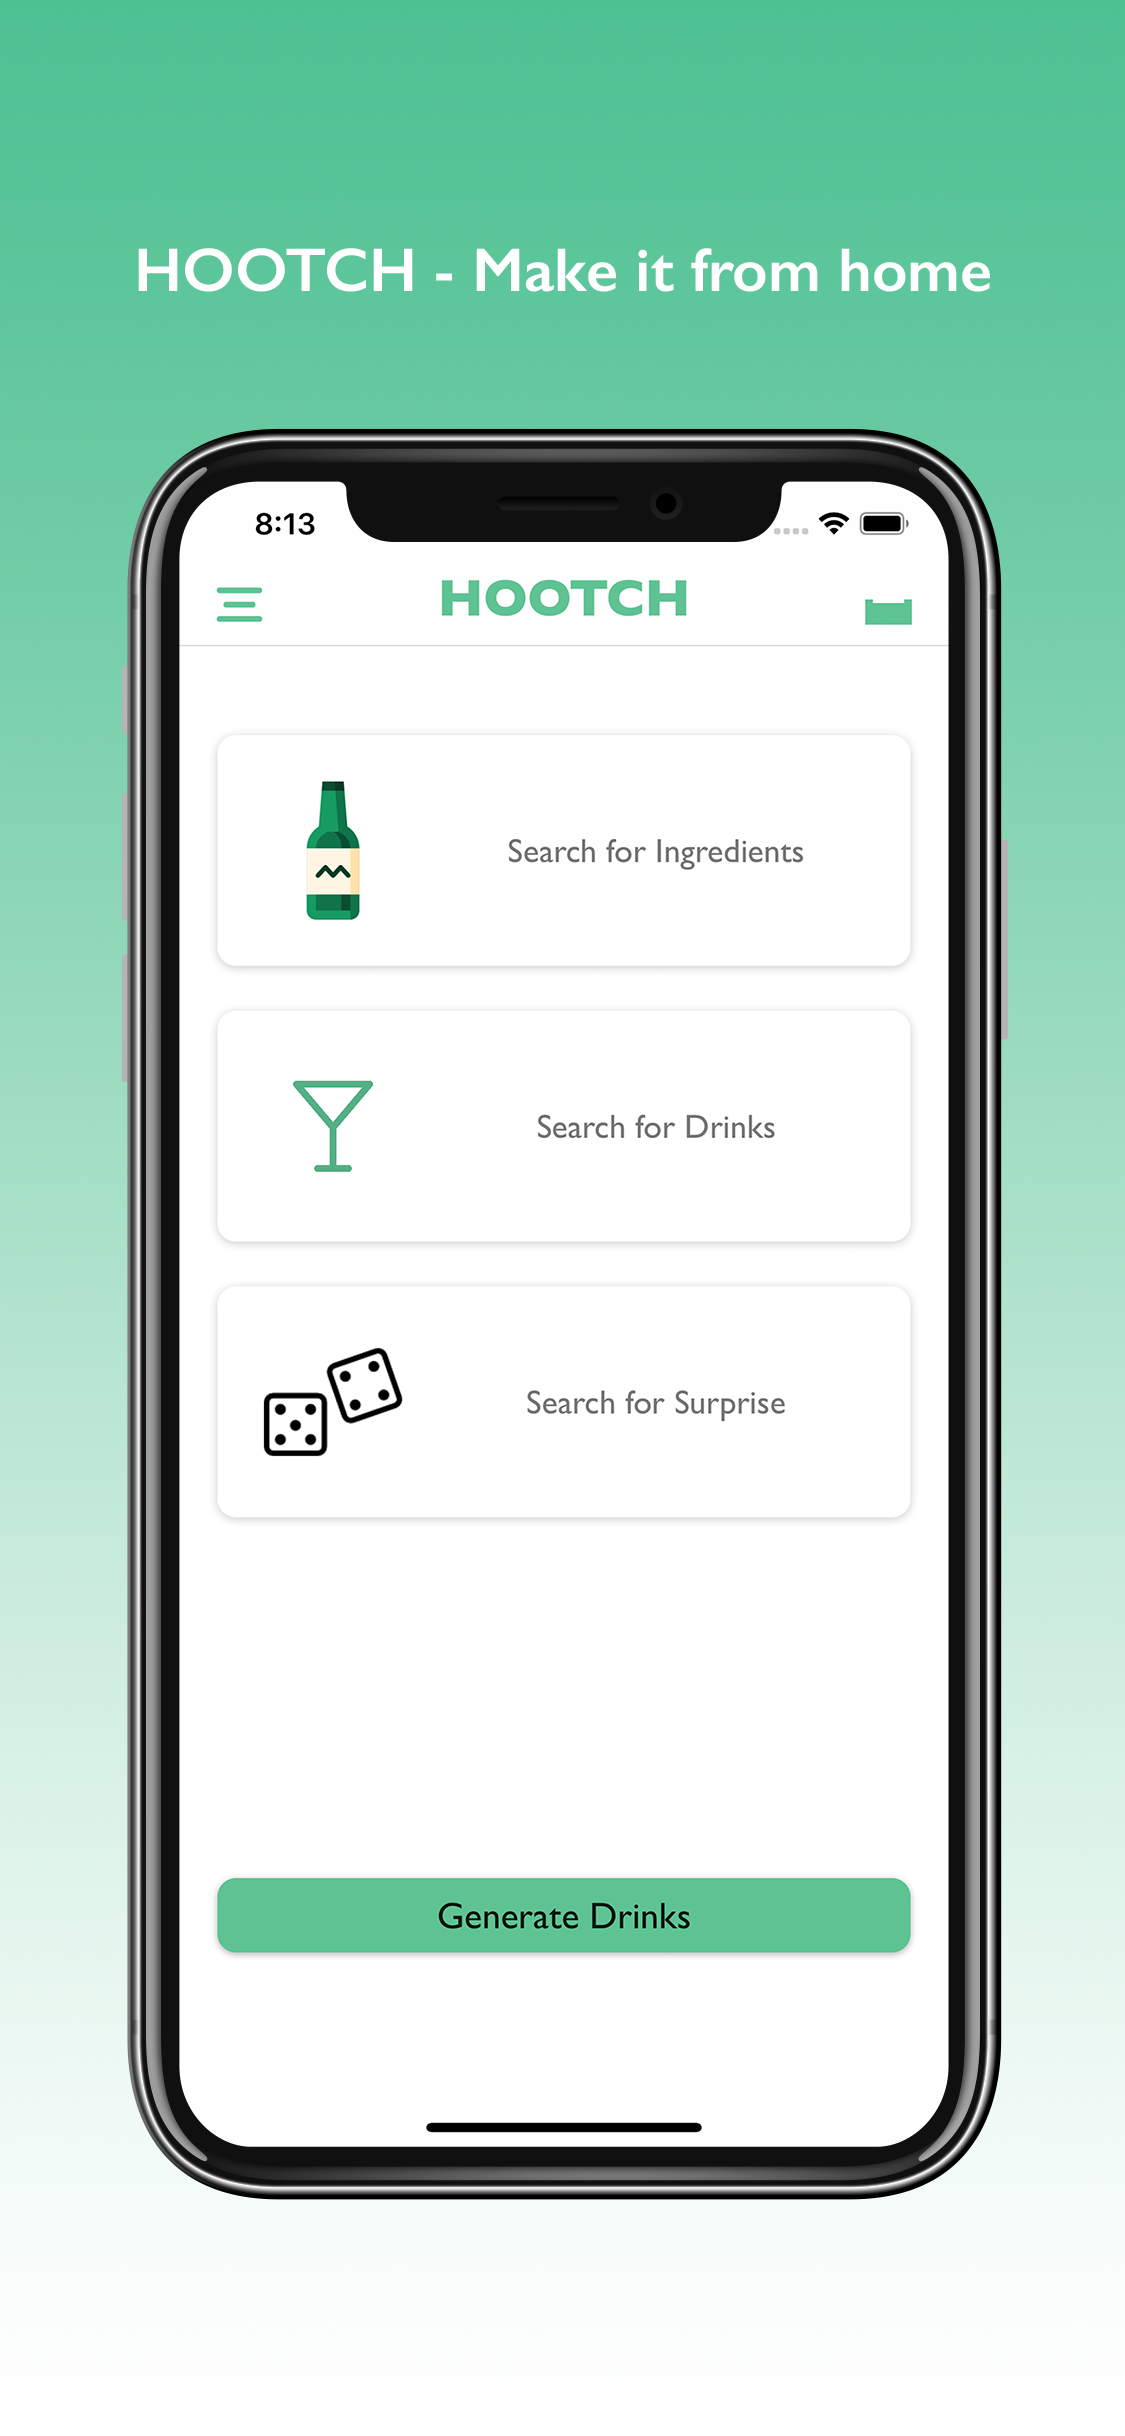 HOOTCH - Make it from home
8:13
HOOTCH
Search for Ingredients
Search for Drinks
Search for Surprise
Generate Drinks